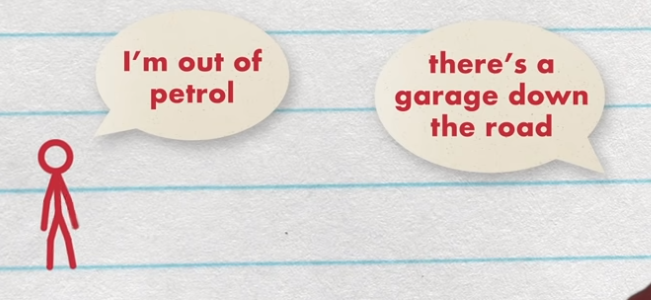 I'm out of
petrol
there's a
garage down
the road